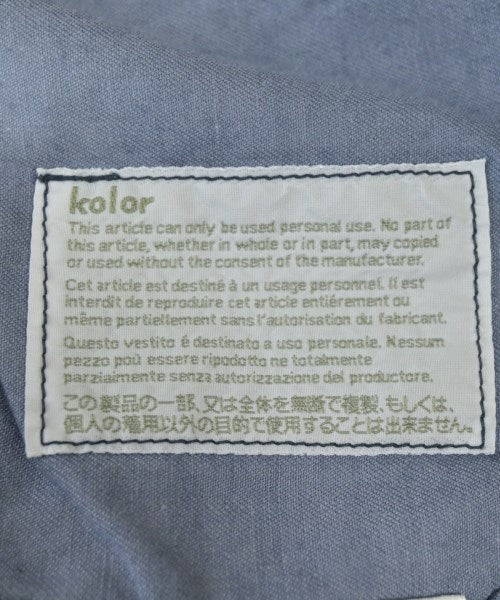 kolor
This article can only be used personal use. No part of
this article, whether in whole or in part, may copied
or used without the consent of the manufacturer.
Cet article est destiné à un usage personnel. Il est
interdit de reproduire cet article entiérement ou
même partiellement sans l'autorisation du fabricant.
Questo vestito é destinato a uso personale. Nessum
pezzo poù essere ripodotto ne totalmente
parzialmente senza autorizzazione del productore.
この製品の一部、又は全体を無断で複製、もしくは、
個人の着用以外の目的で使用することは出来ません。